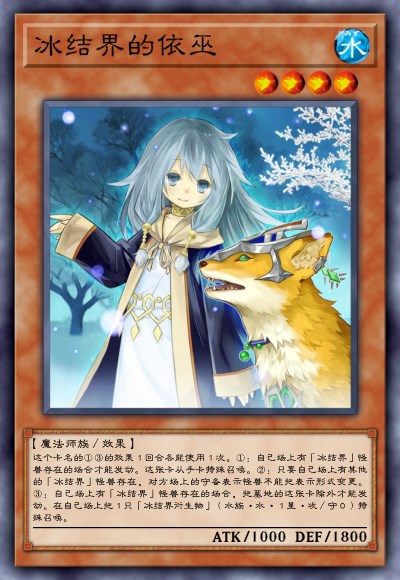 冰结界的依巫
水
【魔法师族／效果】
这个卡名的①③的效果1回合各能使用1次。①：自己场上有「冰结界」怪
兽存在的场合才能发动。这张卡从手卡特殊召唤。②：只要自己场上有其他
的「冰结界」怪兽存在，对方场上的守备表示怪兽不能把表示形式变更。
③：自己场上有「冰结界」怪兽存在的场合，把墓地的这张卡除外才能发
动。在自己场上把1只「冰结界衍生物」（水族·水·1星·攻／守0）特
殊召唤。
ATK/1000 DEF/1800